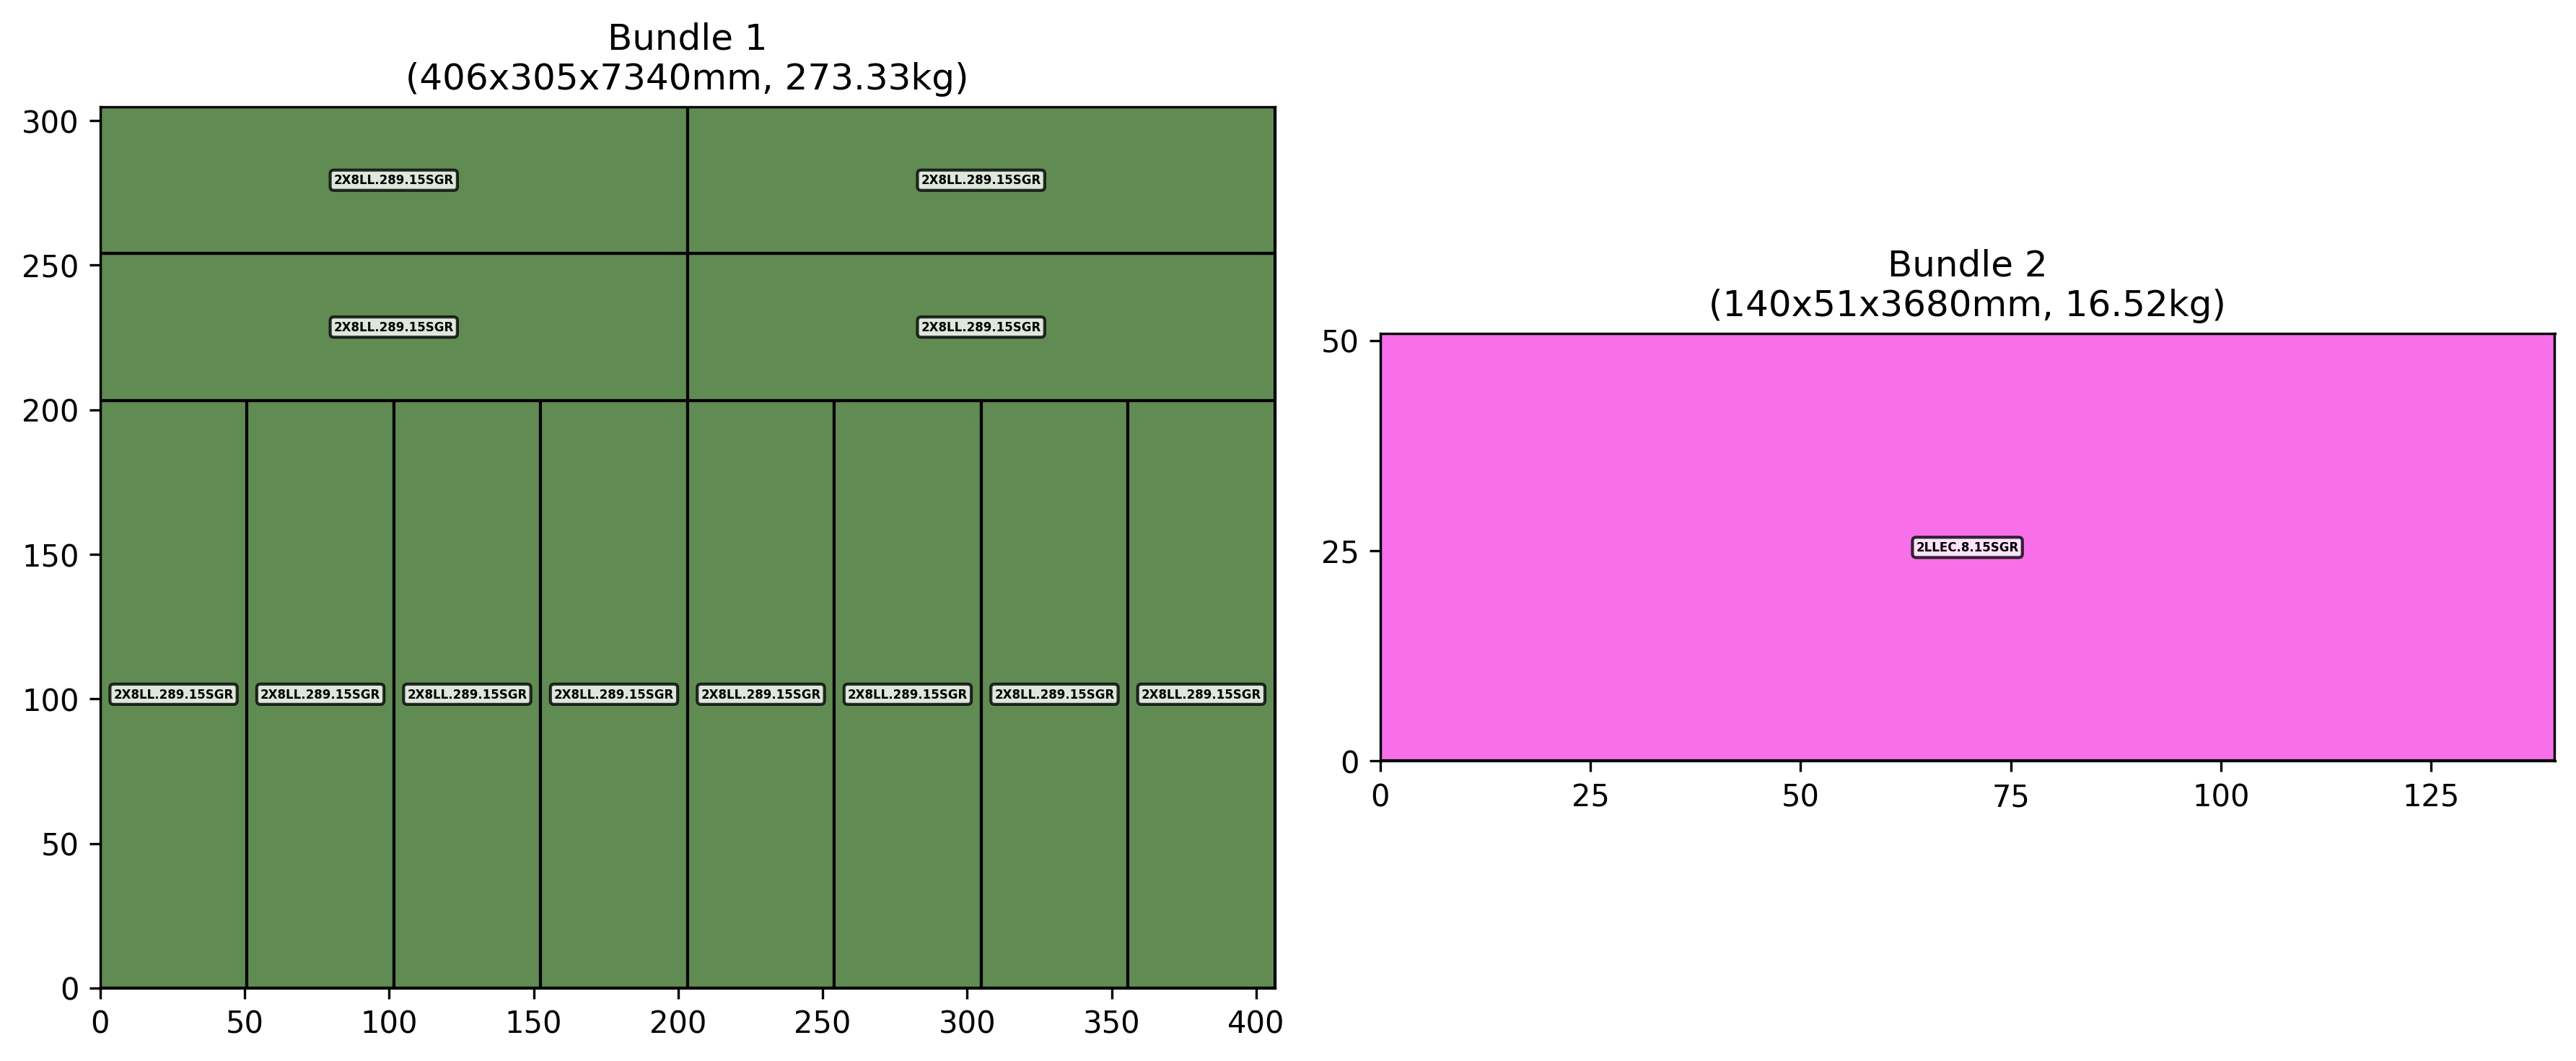 Bundle 1
(406x305x7340mm, 273.33kg)
300
250
200
150
100
50
0
2X8LL.289.15SGR 2X8LL.289.15SGR
2X8LL.289.15SGR 2X8LL.289.15SGR
2X8LL.289.15SGR 2X8LL.289.15SGR 2X8LL.289.15SGR 2X8LL.289.15SGR 2X8LL.289.15SGR 2X8LL.289.15SGR 2X8LL.289.15SGR 2X8LL.289.15SGR
0 50 100 150 200 250 300 350 400
Bundle 2
(140x51x3680mm, 16.52kg)
50
25
0
2LLEC.8.15SGR
0 25 50 75 100 125